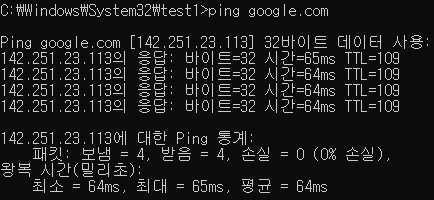 C:₩Windows₩System32₩test1>ping google.com
Ping google.com [142.251.23.113] 32바이트 데이터 사용:
142.251.23.113의 응답: 바이트=32 시간=65ms TTL=109
142.251.23.113의 응답: 바이트=32 시간=64ms TTL=109
142.251.23.113의 응답: 바이트=32 시간=64ms TTL=109
142.251.23.113의 응답: 바이트=32 시간=64ms TTL=109
142.251.23.113에 대한 Ping 통계:
패킷: 보냄 = 4, 받음 = 4, 손실 = 0 (0% 손실),
왕복 시간(밀리초):
최소 = 64ms, 최대 = 65ms, 평균 = 64ms